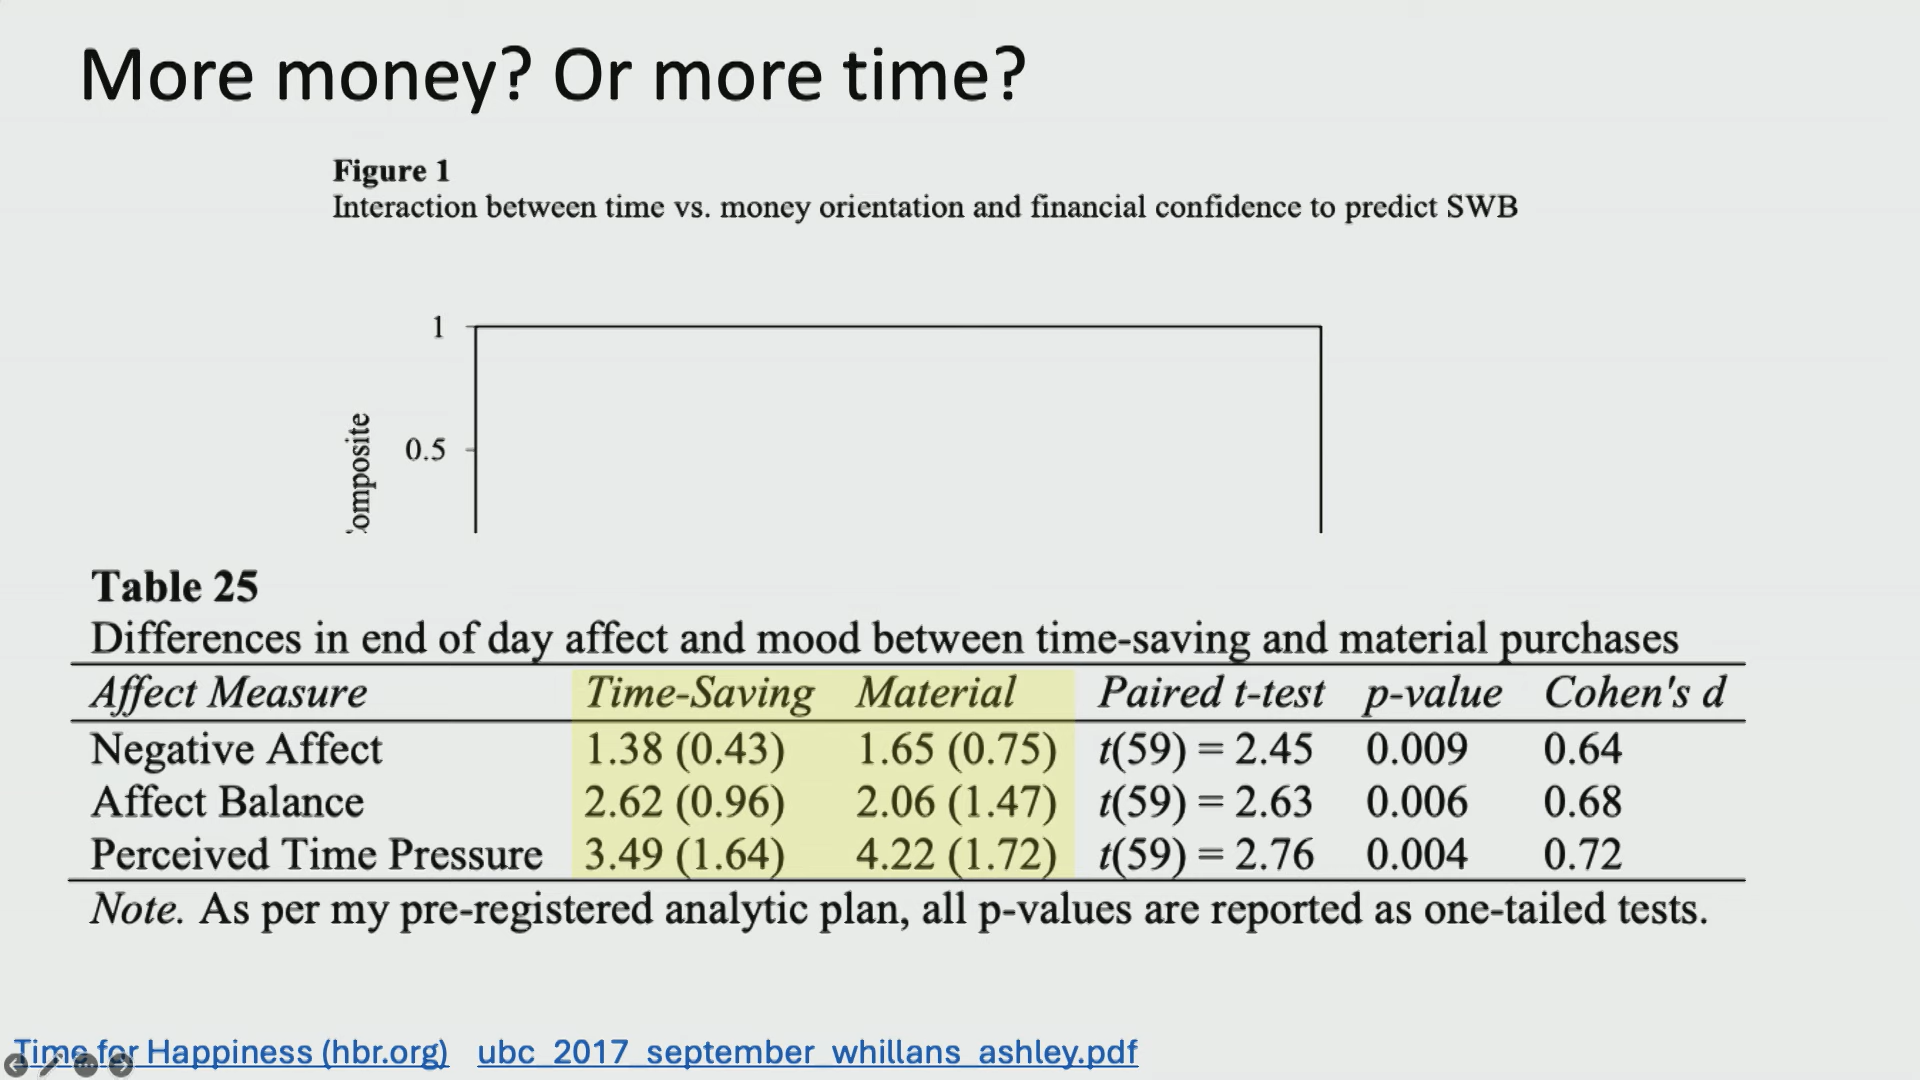 More money? Or more time?
Figure 1
Interaction between time vs. money orientation and financial confidence to predict SWB
1
0.5
Table 25
Differences in end of day affect and mood between time-saving and material purchases
Affect Measure Time-Saving Material Paired t-test p-value Cohen's d
Negative Affect 1.38 (0.43) 1.65 (0.75) t(59) = 2.45 0.009 0.64
Affect Balance 2.62 (0.96) 2.06 (1.47) t(59) = 2.63 0.006 0.68
Perceived Time Pressure 3.49 (1.64) 4.22 (1.72) t(59) = 2.76 0.004 0.72
Note. As per my pre-registered analytic plan, all p-values are reported as one-tailed tests.
Time for Happiness (hbr.org) ubc_2017_september_whillans_ashley.pdf